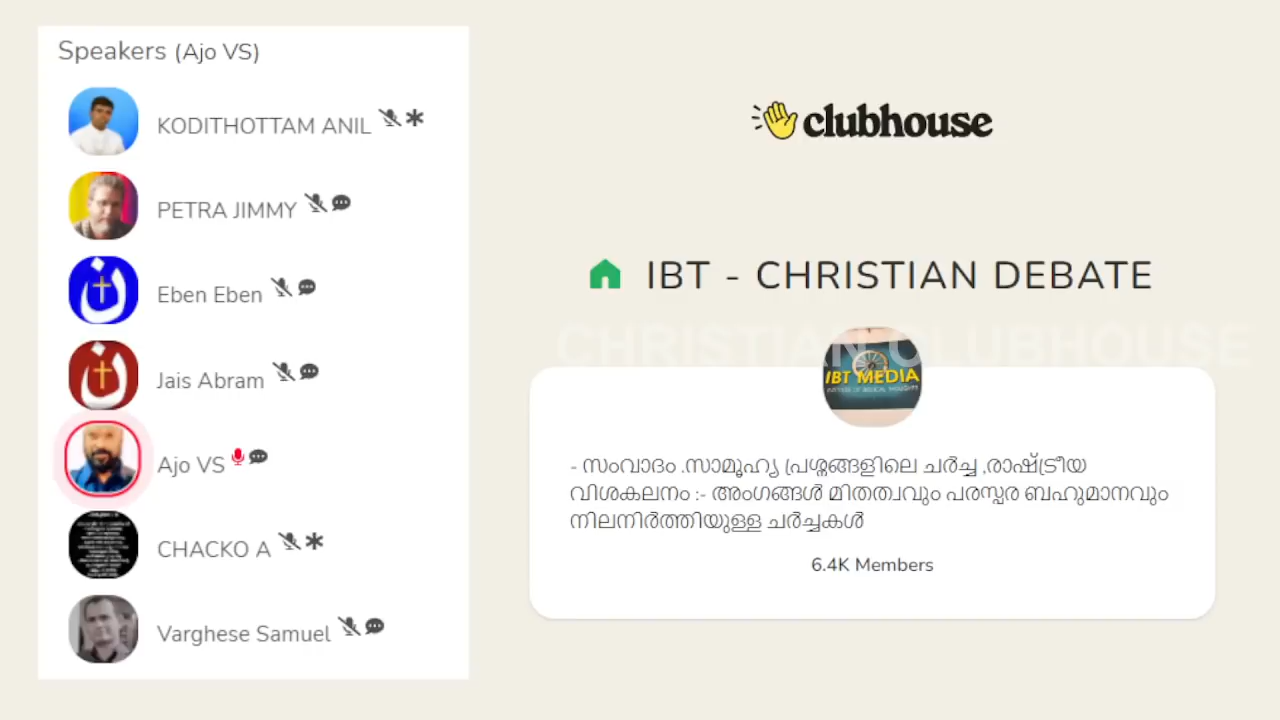 Speakers (Ajo VS)
KODITHOTTAM ANIL
PETRA JIMMY
Eben Eben
Jais Abram
Ajo VS
CHACKO A
Varghese Samuel
clubhouse
IBT - CHRISTIAN DEBATE
CHRISTIAN CLUBHOUSE
IBT MEDIA
- സംവാദം .സാമൂഹ്യ പ്രശ്നങ്ങളിലെ ചർച്ച ,രാഷ്ട്രീയ
വിശകലനം :- അംഗങ്ങൾ മിതത്വവും പരസ്പര ബഹുമാനവും
നിലനിർത്തിയുള്ള ചർച്ചകൾ
6.4K Members